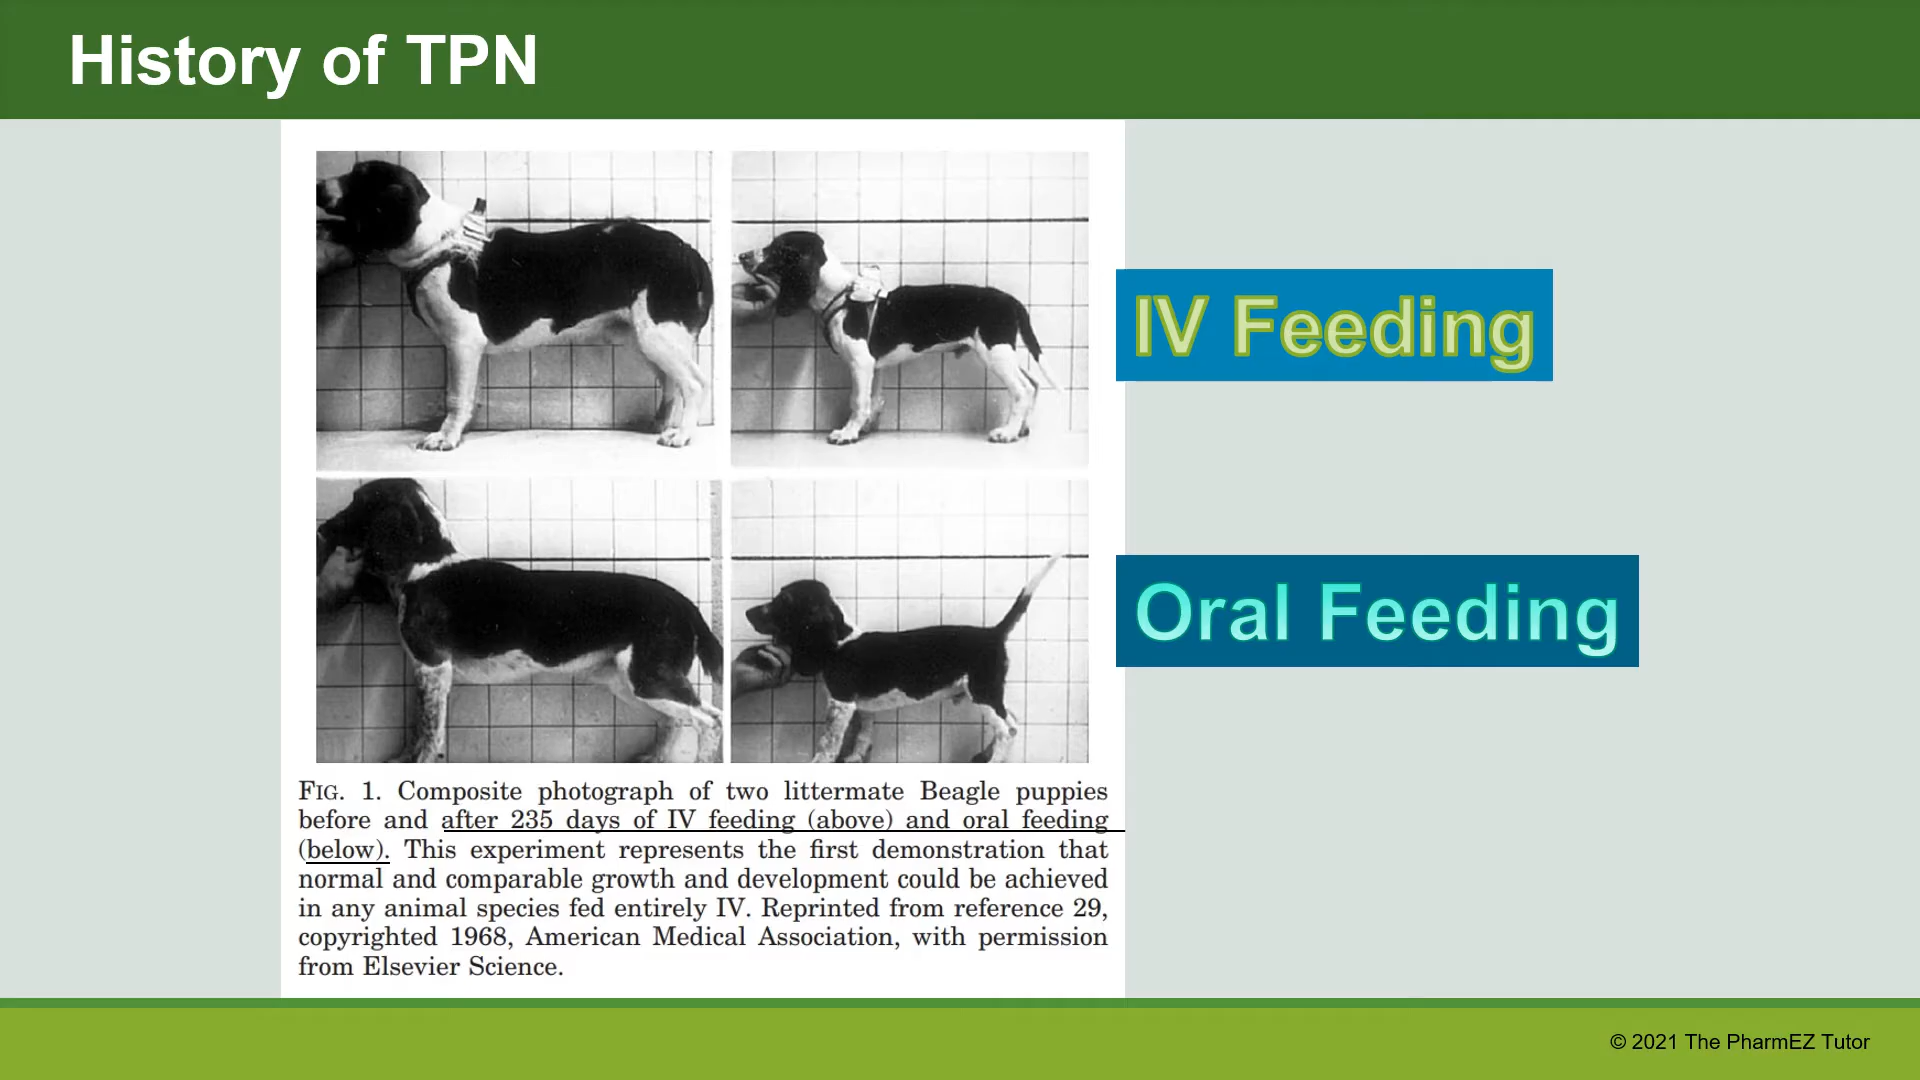 History of TPN
IV Feeding
Oral Feeding
FIG. 1. Composite photograph of two littermate Beagle puppies
before and after 235 days of IV feeding (above) and oral feeding
(below). This experiment represents the first demonstration that
normal and comparable growth and development could be achieved
in any animal species fed entirely IV. Reprinted from reference 29,
copyrighted 1968, American Medical Association, with permission
from Elsevier Science.
© 2021 The PharmEZ Tutor